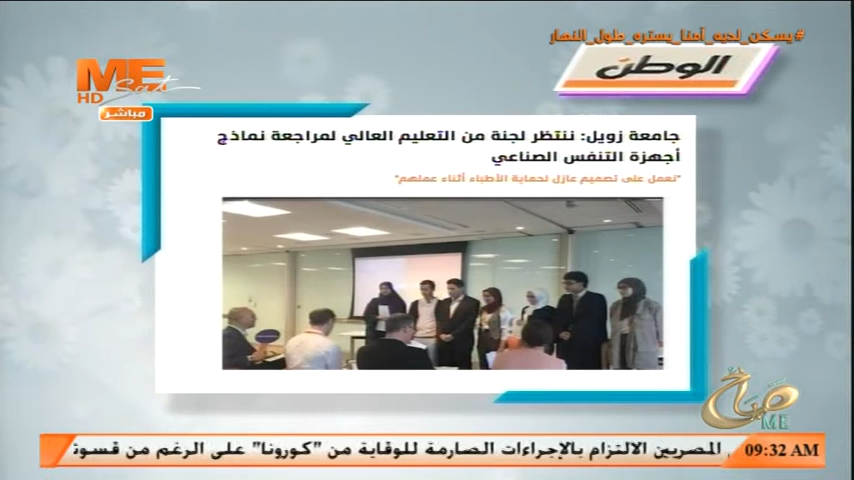 #يسكن_لحبه_آمنا_يستره_طول_النهار
الوطن
ME
Sat
HD
مباشر
جامعة زويل: ننتظر لجنة من التعليم العالي لمراجعة نماذج
أجهزة التنفس الصناعي
"نعمل على تصميم عازل لحماية الأطباء أثناء عملهم"
صباح
ME
المصريين الالتزام بالإجراءات الصارمة للوقاية من "كورونا" على الرغم من قسوت
09:32 AM